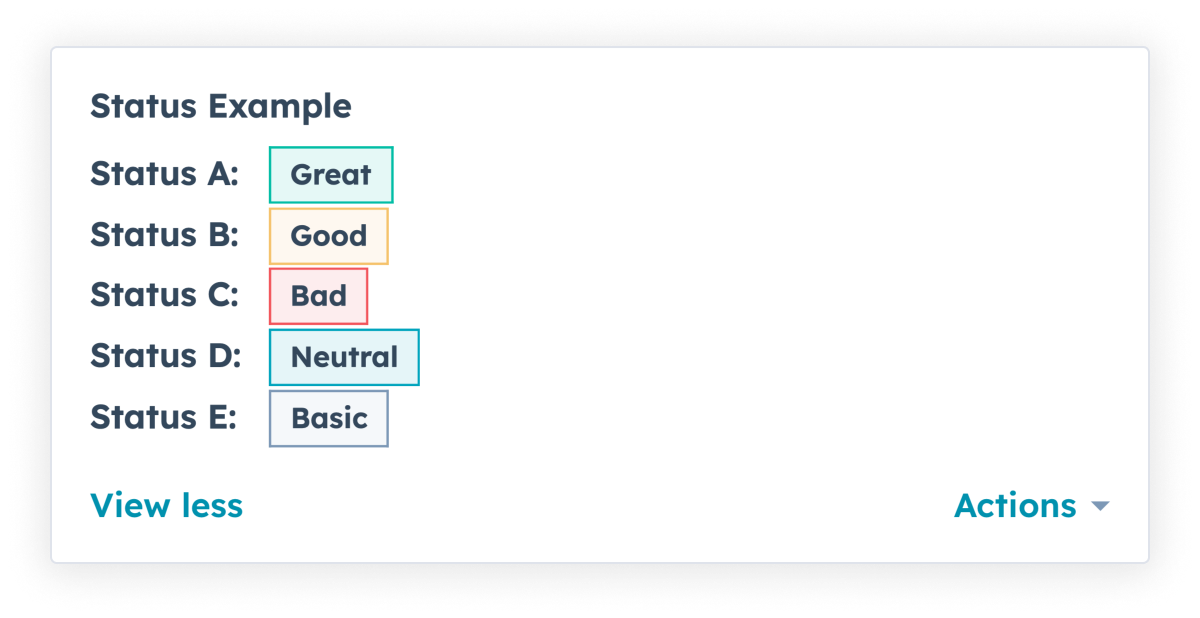 Status Example
Status A: Great
Status B: Good
Status C: Bad
Status D: Neutral
Status E: Basic
View less Actions